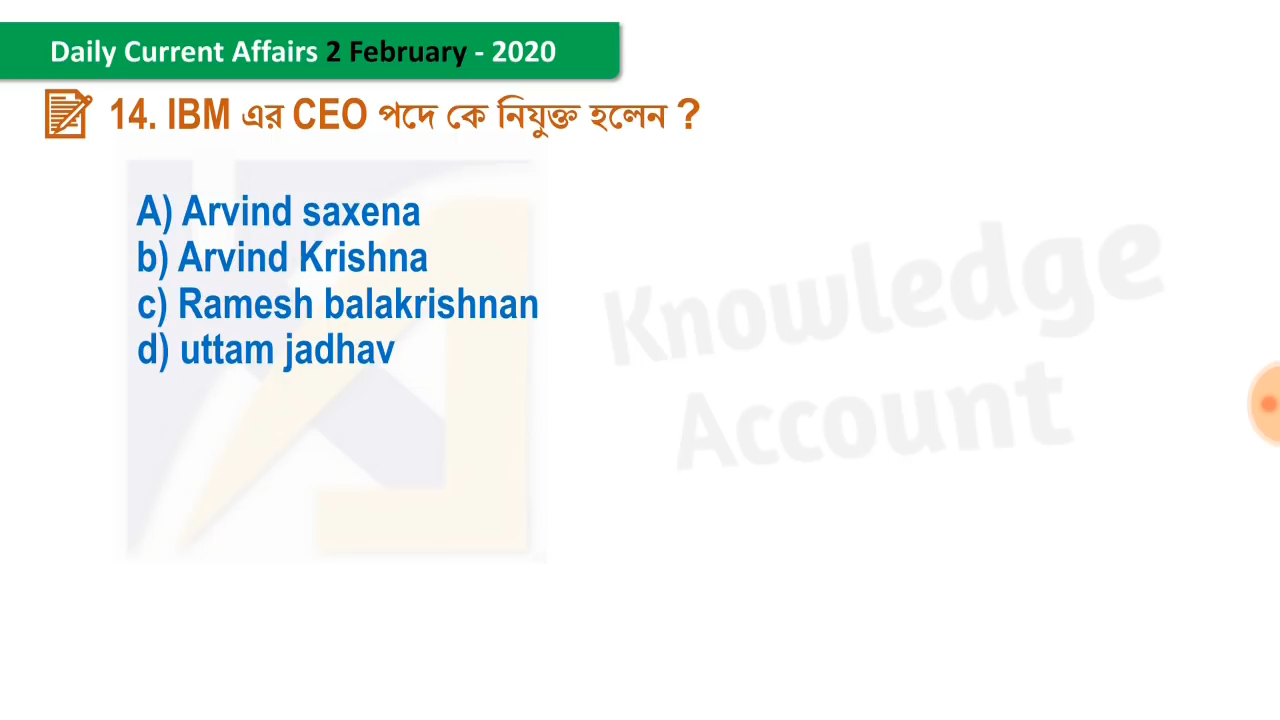 Daily Current Affairs 2 February - 2020
14. IBM এর CEO পদে কে নিযুক্ত হলেন ?
A) Arvind saxena
b) Arvind Krishna
c) Ramesh balakrishnan
d) uttam jadhav
Knowledge
Account